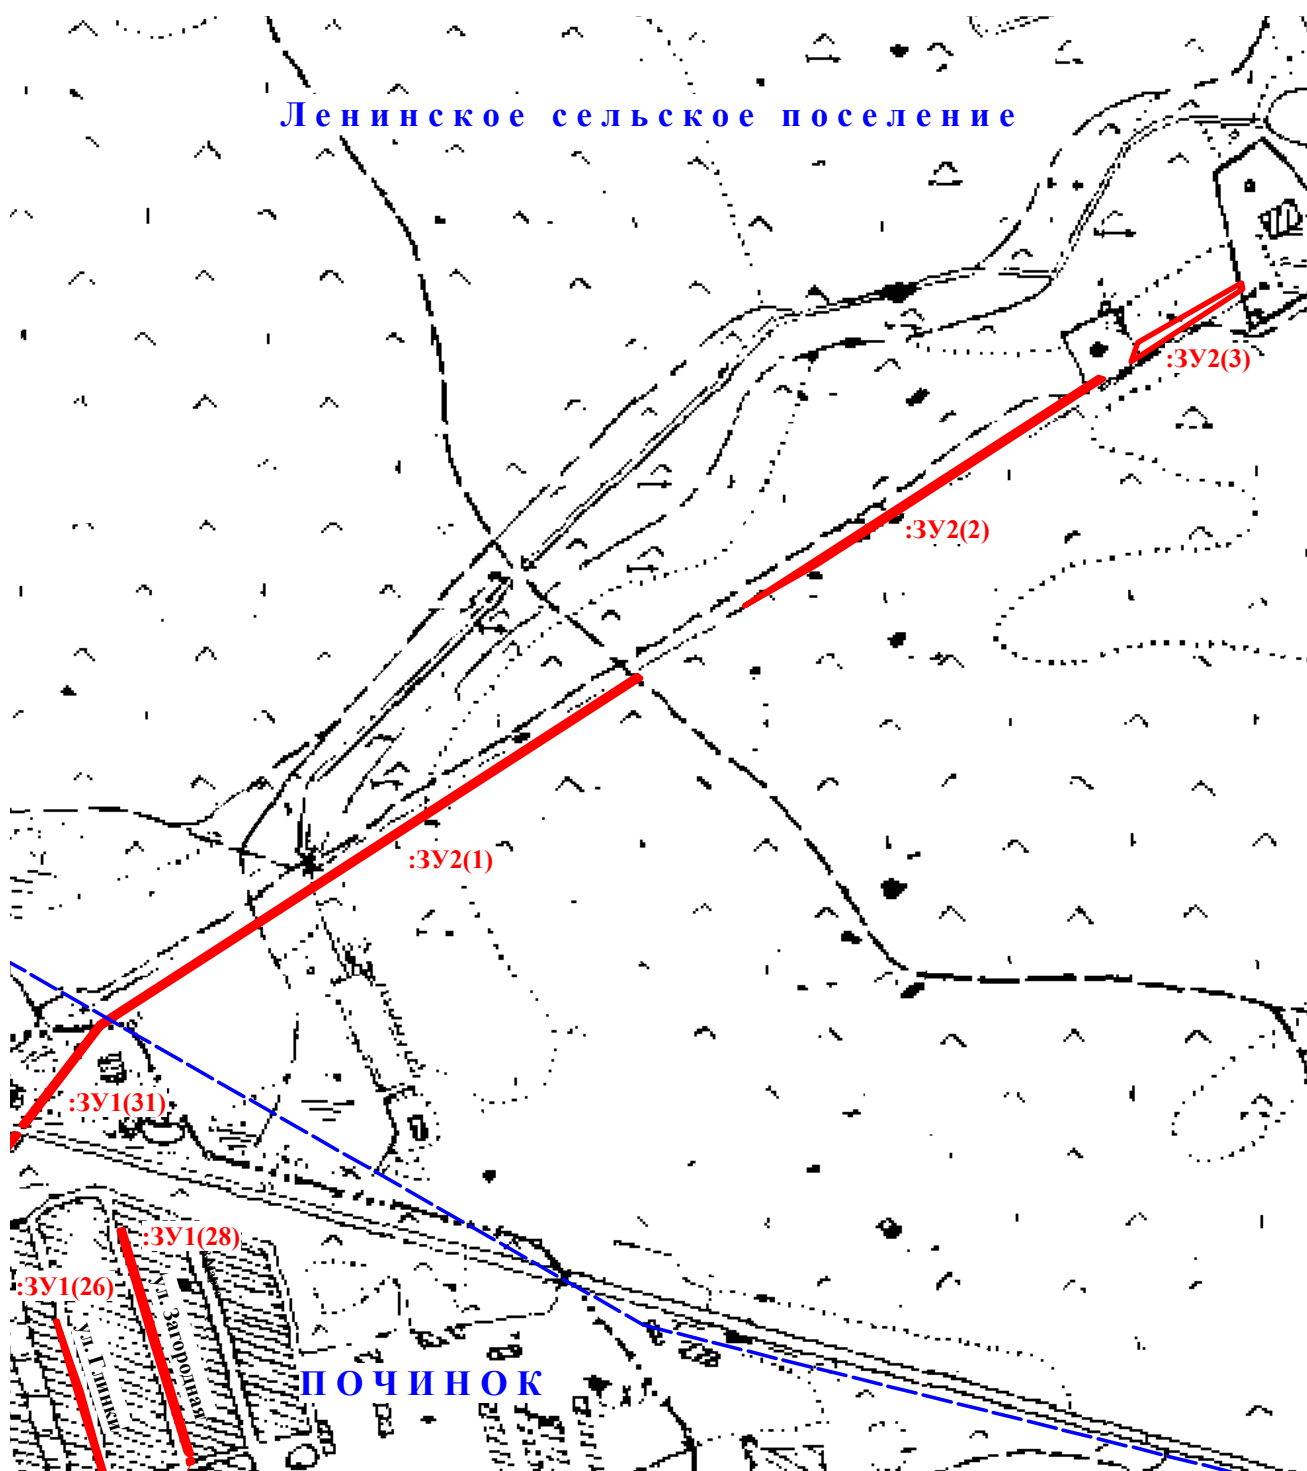 Ленинское сельское поселение
:ЗУ2(3)
:ЗУ2(2)
:ЗУ2(1)
:ЗУ1(31)
:ЗУ1(28)
:ЗУ1(26)
ул. Загородная
ул. Глинки
ПОЧИНОК